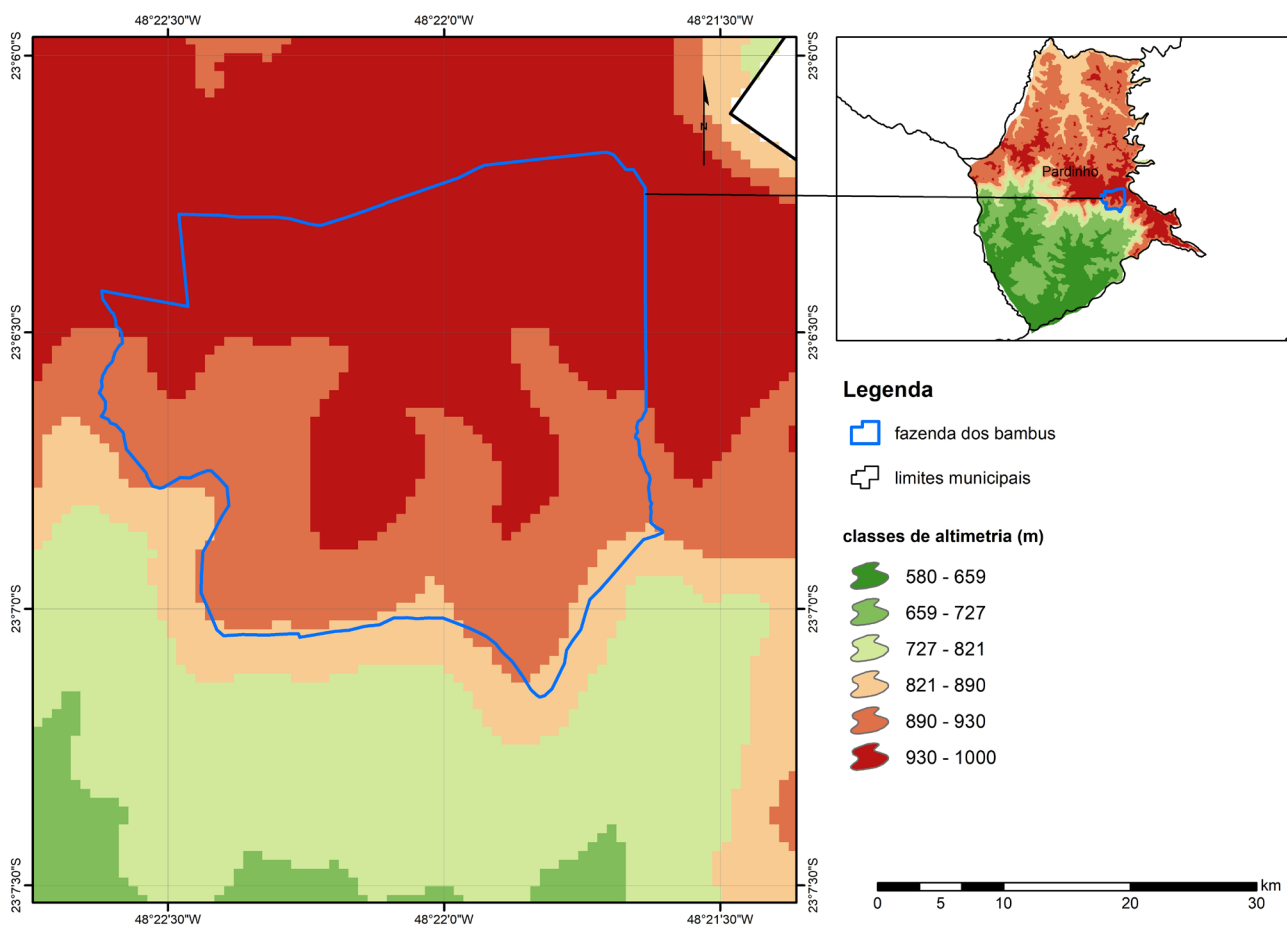 48°22'30"W 48°22'0"W 48°21'30"W
23°6'0"S 23°6'0"S
N
Pardinho
23°6'30"S 23°6'30"S
Legenda
fazenda dos bambus
limites municipais
classes de altimetria (m)
580 - 659
659 - 727
727 - 821
821 - 890
890 - 930
930 - 1000
23°7'0"S 23°7'0"S
23°7'30"S 23°7'30"S
km
0 5 10 20 30
48°22'30"W 48°22'0"W 48°21'30"W